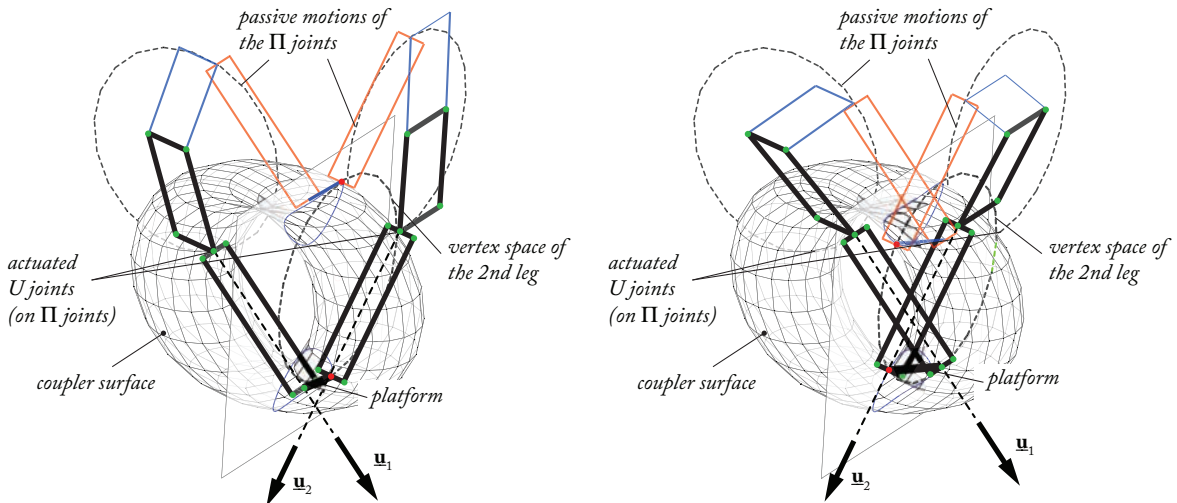 passive motions of
the Π joints
actuated
U joints
(on Π joints)
vertex space of
the 2nd leg
coupler surface
platform
u1
u2
passive motions of
the Π joints
actuated
U joints
(on Π joints)
vertex space of
the 2nd leg
coupler surface
platform
u1
u2